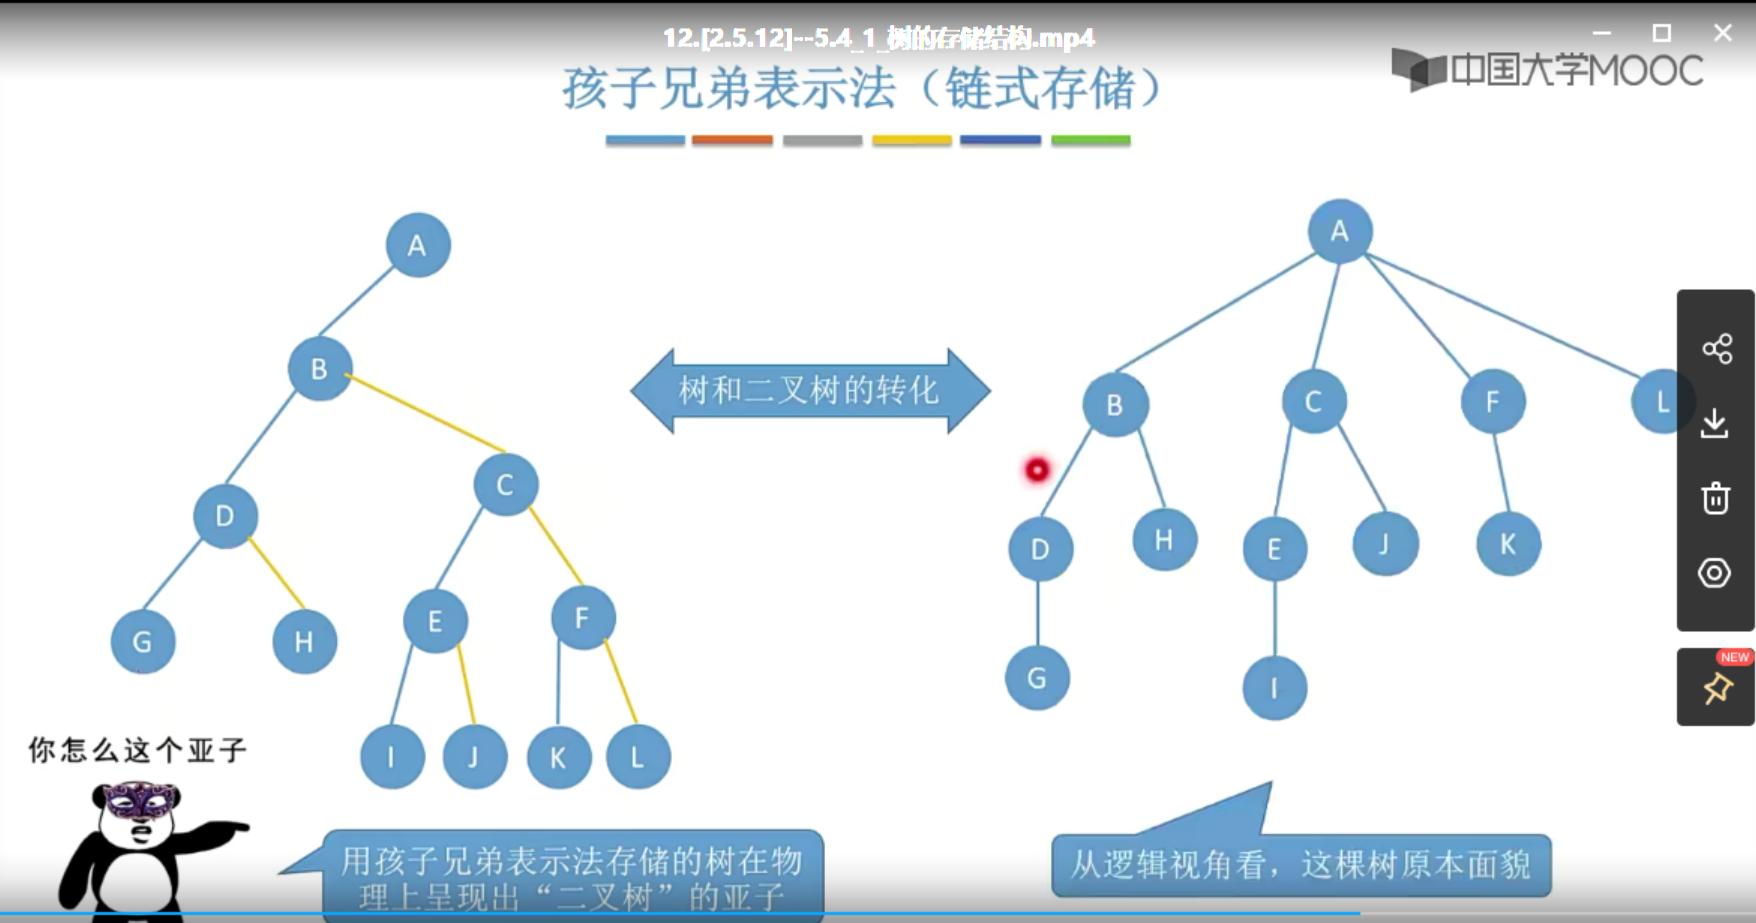 12.[2.5.12]--5.4_1_树的存储结构.mp4
中国大学MOOC
孩子兄弟表示法（链式存储）
A
B
C
D
G
H
E
F
I
J
K
L
树和二叉树的转化
A
B
C
F
L
D
H
E
J
K
G
I
NEW
你怎么这个亚子
用孩子兄弟表示法存储的树在物
理上呈现出“二叉树”的亚子
从逻辑视角看，这棵树原本面貌